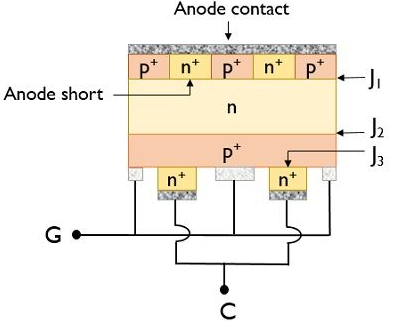 Anode contact
p+ n+ p+ n+ p+
J1
Anode short
n
J2
p+
J3
n+ n+
G
C